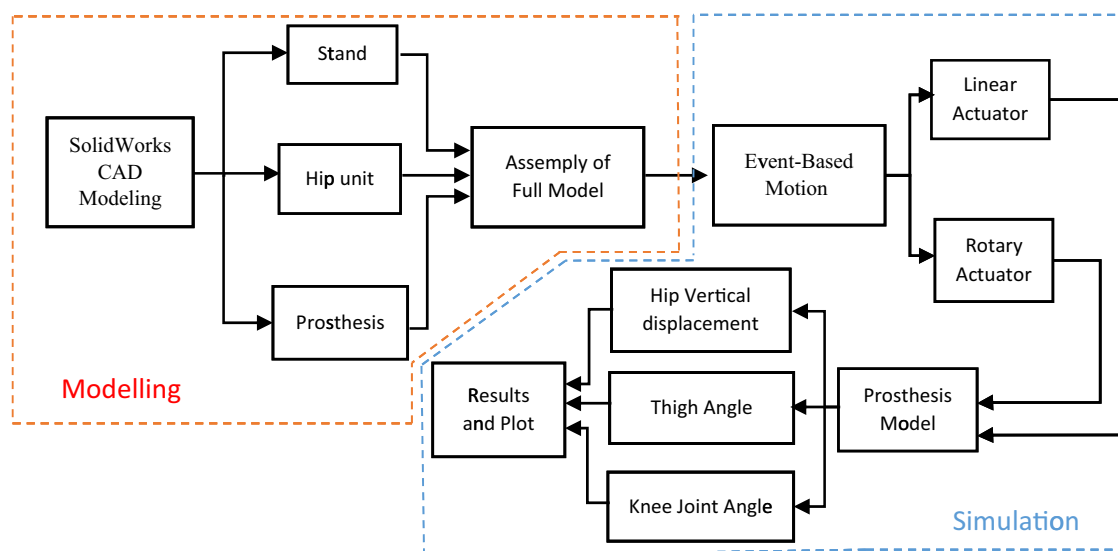 SolidWorks
CAD
Modeling
Stand
Hip unit
Prosthesis
Assemply of
Full Model
Modelling
Event-Based
Motion
Linear
Actuator
Rotary
Actuator
Prosthesis
Model
Hip Vertical
displacement
Thigh Angle
Knee Joint Angle
Results
and Plot
Simulation